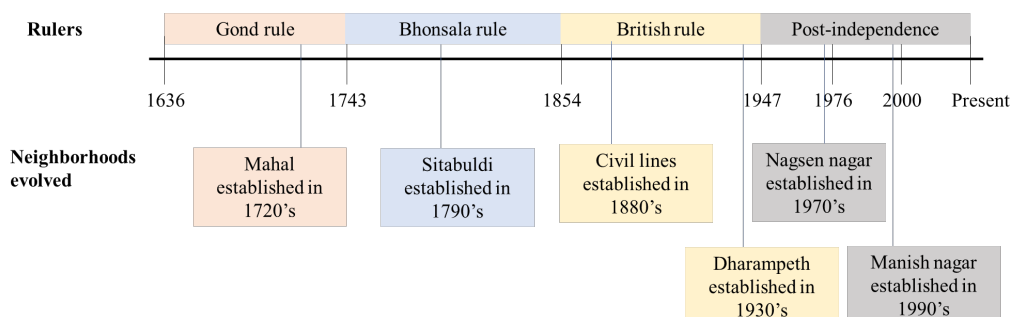 Rulers
Gond rule
Bhonsala rule
British rule
Post-independence
1636
1743
1854
1947
1976
2000
Present
Neighborhoods
evolved
Mahal
established in
1720's
Sitabuldi
established in
1790's
Civil lines
established in
1880's
Nagsen nagar
established in
1970's
Dharampeth
established in
1930's
Manish nagar
established in
1990's